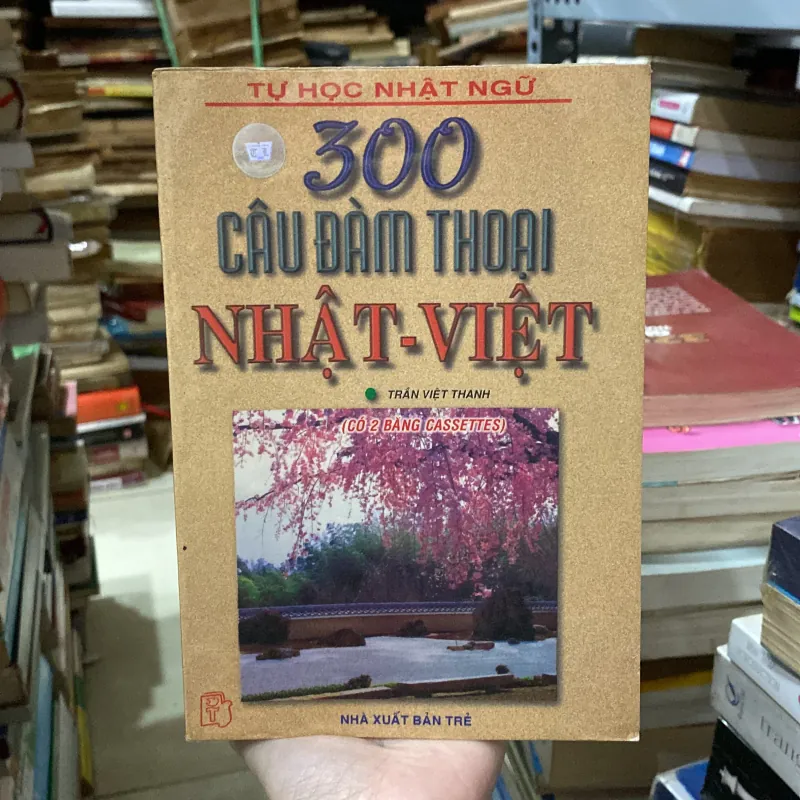 TỰ HỌC NHẬT NGỮ
300
CÂU ĐÀM THOẠI
NHẬT-VIỆT
TRẦN VIỆT THANH
(CÓ 2 BĂNG CASSETTES)
NHÀ XUẤT BẢN TRẺ